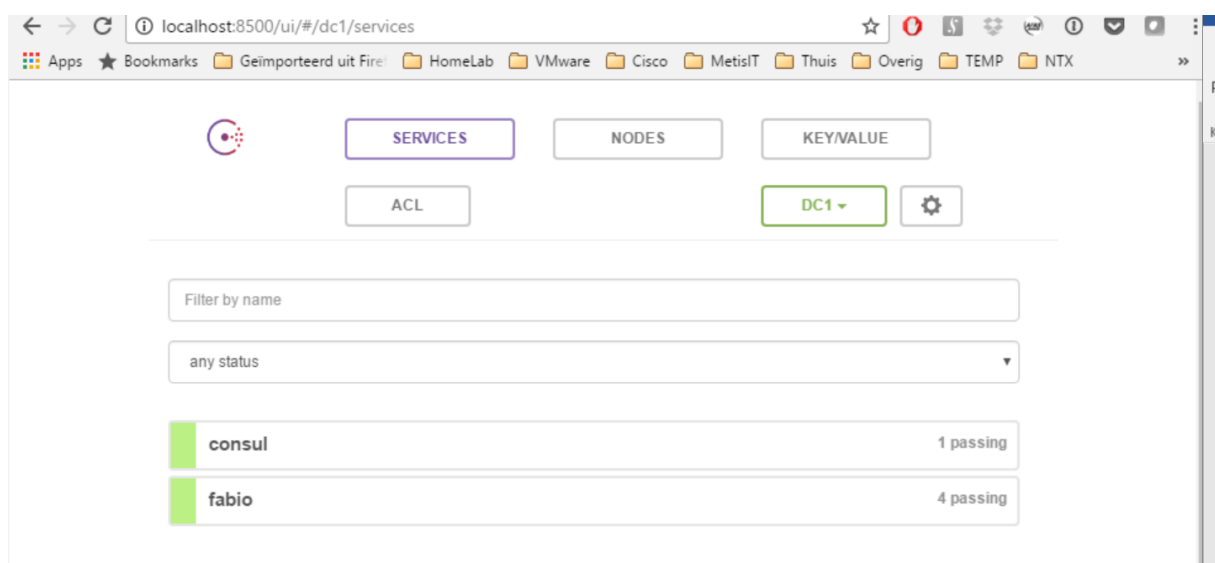 localhost:8500/ui/#/dc1/services
Apps Bookmarks Geïmporteerd uit Firef HomeLab VMware Cisco MetisIT Thuis Overig TEMP NTX »
SERVICES NODES KEY/VALUE
ACL DC1
Filter by name
any status
consul 1 passing
fabio 4 passing